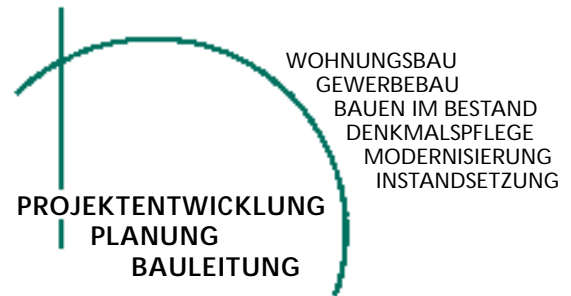 WOHNUNGSBAU
GEWERBEBAU
BAUEN IM BESTAND
DENKMALSPFLEGE
MODERNISIERUNG
INSTANDSETZUNG
PROJEKTENTWICKLUNG
PLANUNG
BAULEITUNG